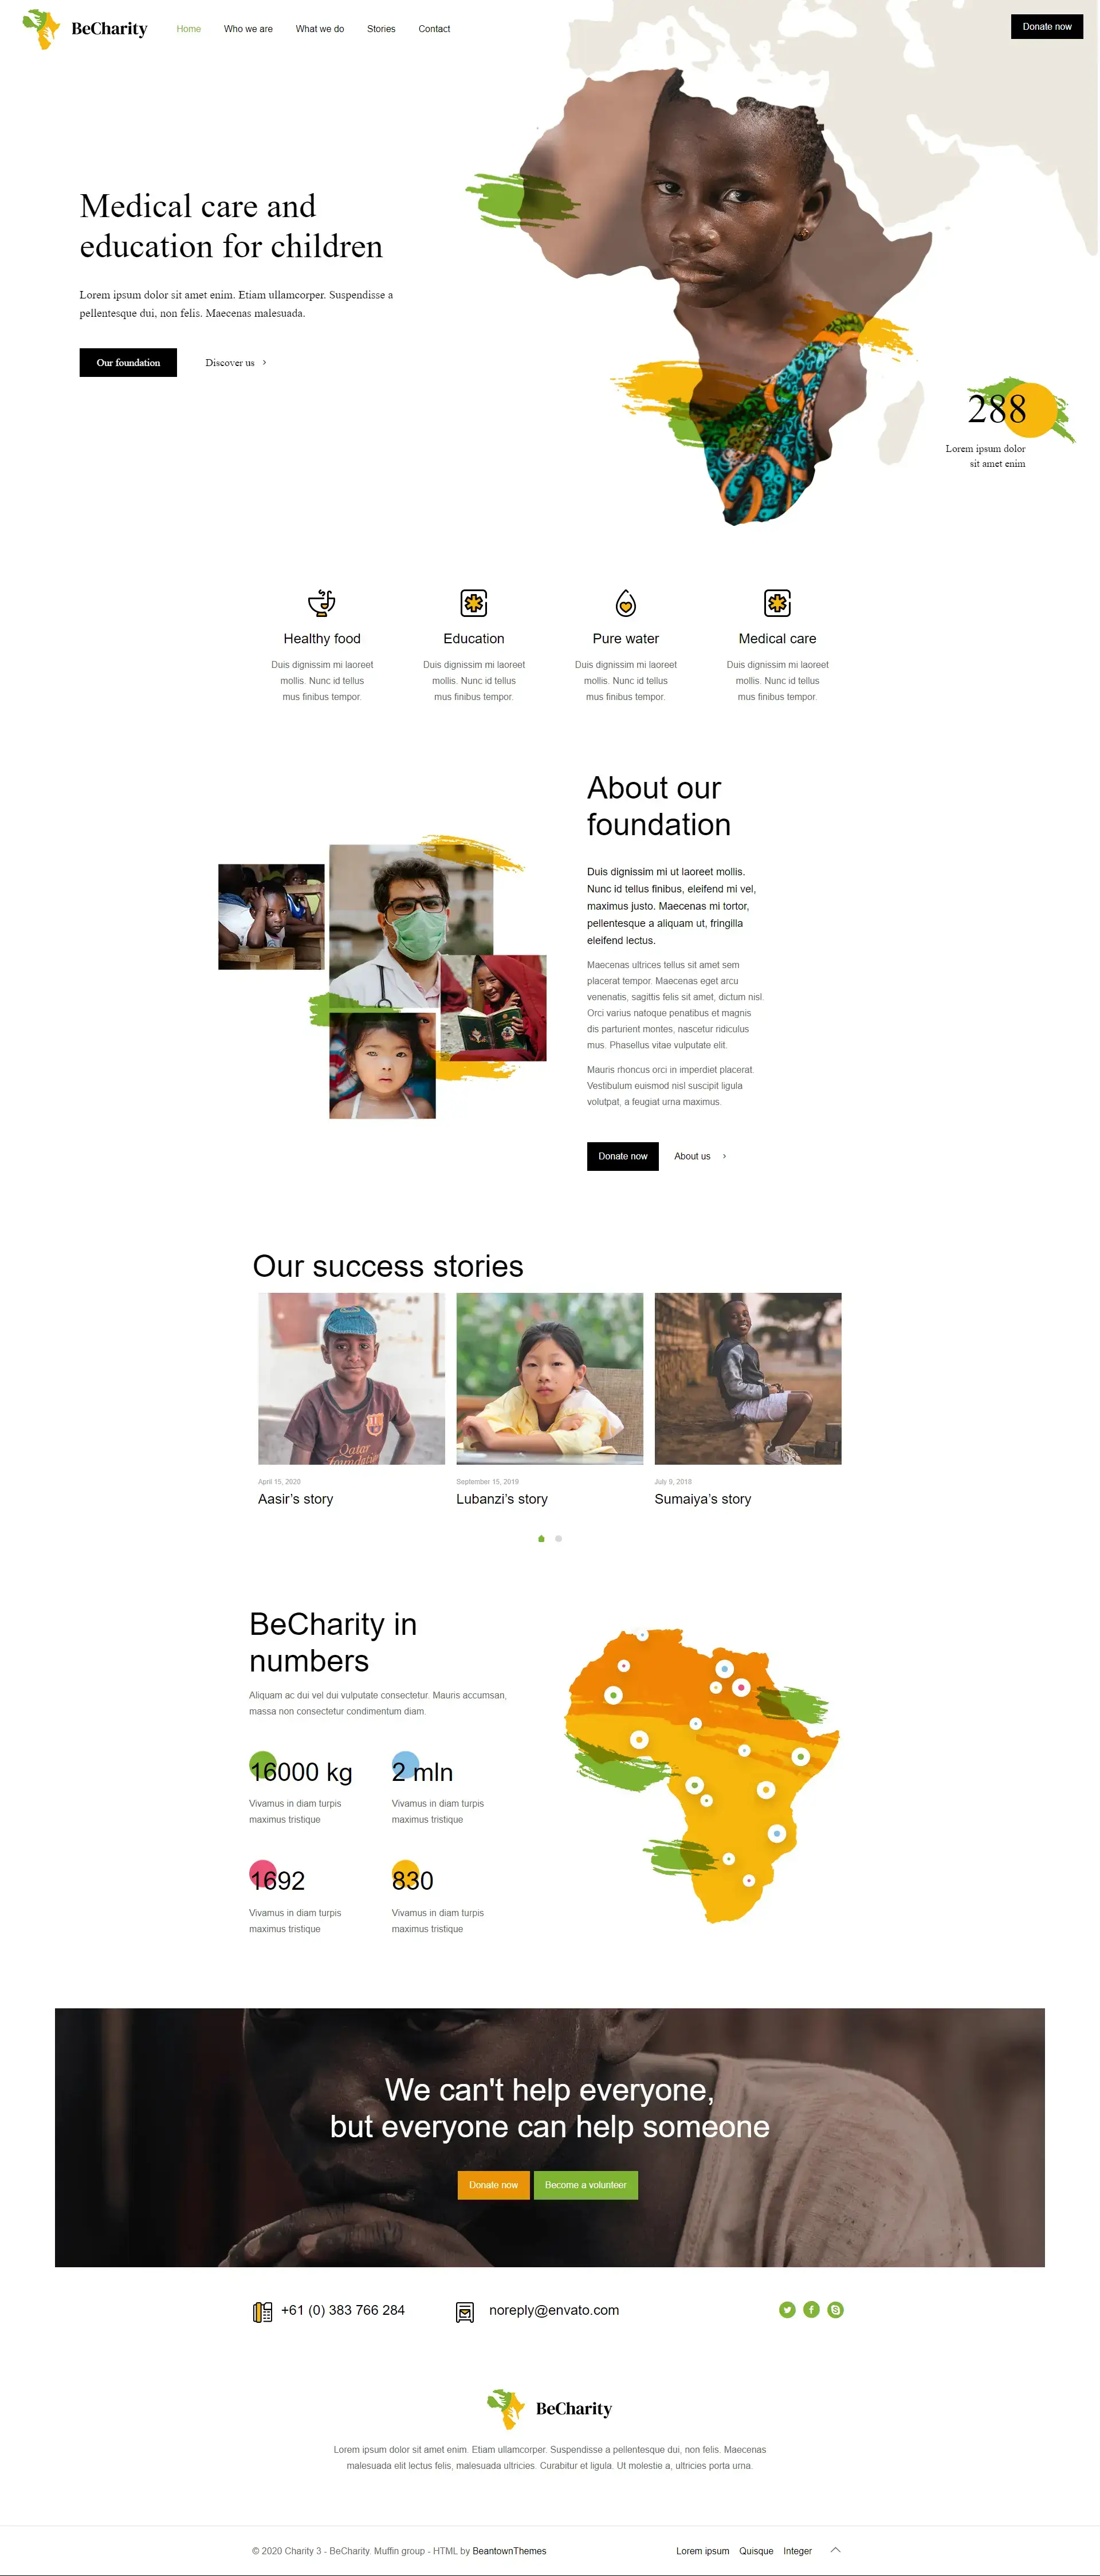 BeCharity
Home
Who we are
What we do
Stories
Contact
Donate now
Medical care and
education for children
Lorem ipsum dolor sit amet enim. Etiam ullamcorper. Suspendisse a
pellentesque dui, non felis. Maecenas malesuada.
Our foundation
Discover us
288
Lorem ipsum dolor
sit amet enim
Healthy food
Duis dignissim mi laoreet
mollis. Nunc id tellus
mus finibus tempor.
Education
Duis dignissim mi laoreet
mollis. Nunc id tellus
mus finibus tempor.
Pure water
Duis dignissim mi laoreet
mollis. Nunc id tellus
mus finibus tempor.
Medical care
Duis dignissim mi laoreet
mollis. Nunc id tellus
mus finibus tempor.
About our
foundation
Duis dignissim mi ut laoreet mollis.
Nunc id tellus finibus, eleifend mi vel,
maximus justo. Maecenas mi tortor,
pellentesque a aliquam ut, fringilla
eleifend lectus.
Maecenas ultrices tellus sit amet sem
placerat tempor. Maecenas eget arcu
venenatis, sagittis felis sit amet, dictum nisl.
Orci varius natoque penatibus et magnis
dis parturient montes, nascetur ridiculus
mus. Phasellus vitae vulputate elit.
Mauris rhoncus orci in imperdiet placerat.
Vestibulum euismod nisl suscipit ligula
volutpat, a feugiat urna maximus.
Donate now
About us
Our success stories
Qatar
Foundation
April 15, 2020
Aasir's story
September 15, 2019
Lubanzi's story
July 9, 2018
Sumaiya's story
BeCharity in
numbers
Aliquam ac dui vel dui vulputate consectetur. Mauris accumsan,
massa non consectetur condimentum diam.
16000 kg
Vivamus in diam turpis
maximus tristique
2 mln
Vivamus in diam turpis
maximus tristique
1692
Vivamus in diam turpis
maximus tristique
830
Vivamus in diam turpis
maximus tristique
We can't help everyone,
but everyone can help someone
Donate now
Become a volunteer
+61 (0) 383 766 284
noreply@envato.com
BeCharity
Lorem ipsum dolor sit amet enim. Etiam ullamcorper. Suspendisse a pellentesque dui, non felis. Maecenas
malesuada elit lectus felis, malesuada ultricies. Curabitur et ligula. Ut molestie a, ultricies porta urna.
© 2020 Charity 3 - BeCharity. Muffin group - HTML by BeantownThemes
Lorem ipsum
Quisque
Integer